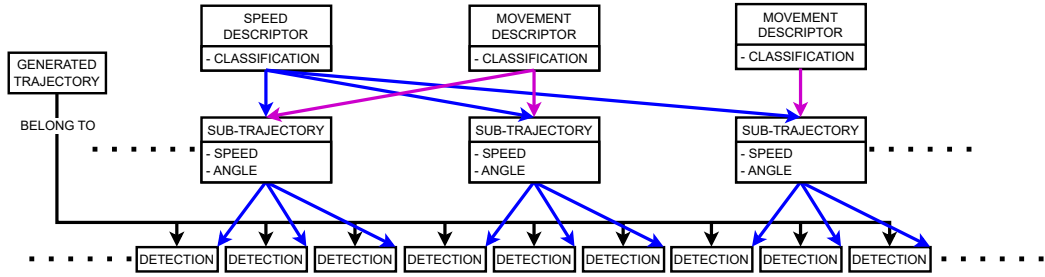 SPEED
DESCRIPTOR
- CLASSIFICATION
MOVEMENT
DESCRIPTOR
- CLASSIFICATION
MOVEMENT
DESCRIPTOR
- CLASSIFICATION
GENERATED
TRAJECTORY
BELONG TO
SUB-TRAJECTORY
- SPEED
- ANGLE
SUB-TRAJECTORY
- SPEED
- ANGLE
SUB-TRAJECTORY
- SPEED
- ANGLE
DETECTION
DETECTION
DETECTION
DETECTION
DETECTION
DETECTION
DETECTION
DETECTION
DETECTION